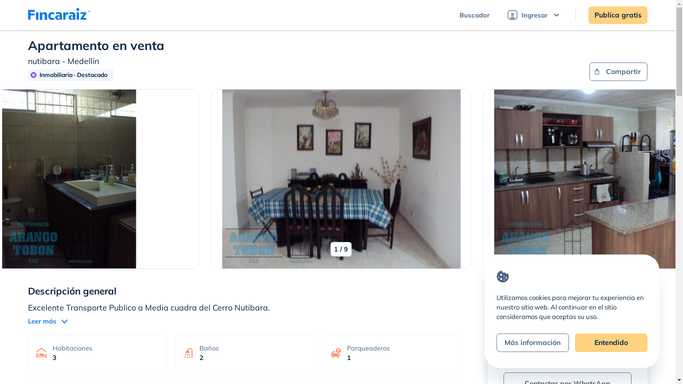 Fincaraiz
Buscador
Ingresar
Publica gratis
Apartamento en venta
nutibara - Medellín
Inmobiliaria · Destacado
Compartir
ARANGO
TOBON
ARANGO
TOBON
ARANGO
TOBON
1 / 9
Descripción general
Excelente Transporte Publico a Media cuadra del Cerro Nutibara.
Leer más
Habitaciones
3
Baños
2
Parqueaderos
1
Utilizamos cookies para mejorar tu experiencia en
nuestro sitio web. Al continuar en el sitio
consideramos que aceptas su uso.
Más información
Entendido
Contactar por WhatsApp